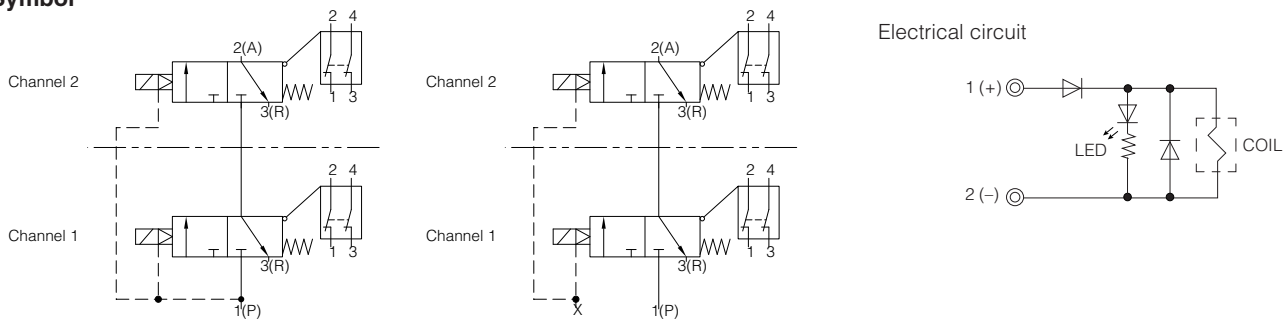 Symbol
2 4
2(A)
Channel 2
1 3
3(R)
2 4
Channel 1
1 3
3(R)
1(P)
2 4
2(A)
Channel 2
1 3
3(R)
2 4
Channel 1
1 3
3(R)
X
1(P)
Electrical circuit
1 (+)
LED
COIL
2 (−)